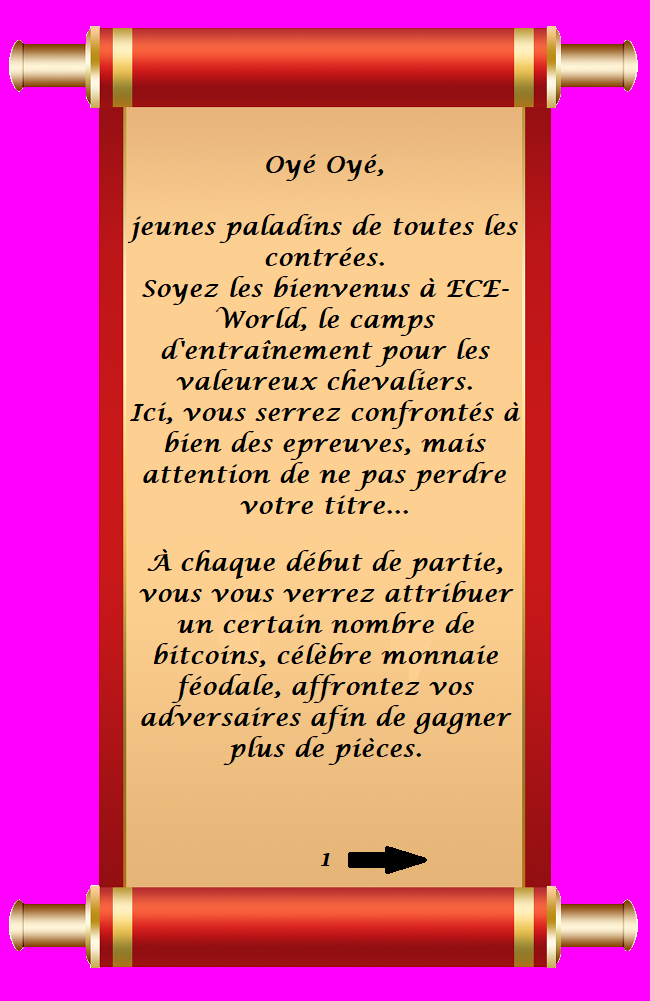 Oyé Oyé,
jeunes paladins de toutes les
contrées.
Soyez les bienvenus à ECE-
World, le camps
d'entraînement pour les
valeureux chevaliers.
Ici, vous serrez confrontés à
bien des epreuves, mais
attention de ne pas perdre
votre titre...
À chaque début de partie,
vous vous verrez attribuer
un certain nombre de
bitcoins, célèbre monnaie
féodale, affrontez vos
adversaires afin de gagner
plus de pièces.
1